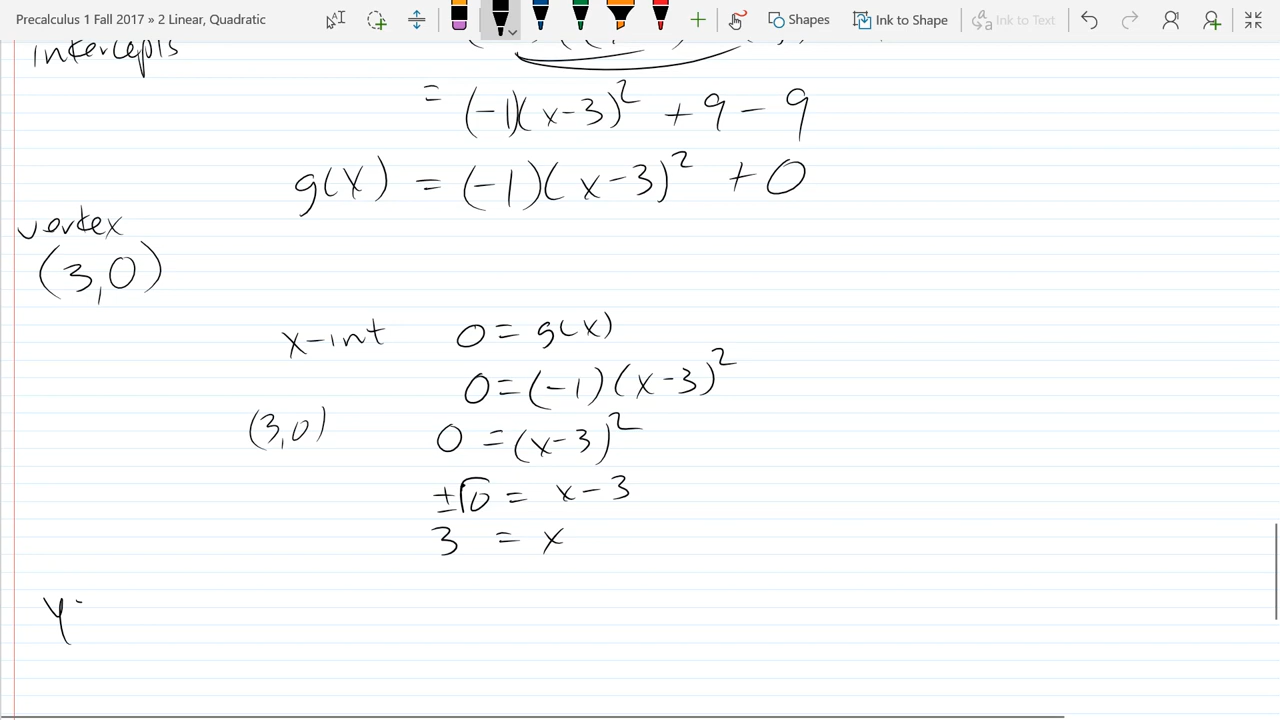 Precalculus 1 Fall 2017 » 2 Linear, Quadratic
Shapes
Ink to Shape
Ink to Text
intercepts
= (-1)(x-3)² + 9 - 9
g(x) = (-1)(x-3)² + 0
vertex
(3,0)
x-int 0 = g(x)
0 = (-1)(x-3)²
(3,0) 0 = (x-3)²
±√0 = x-3
3 = x
y